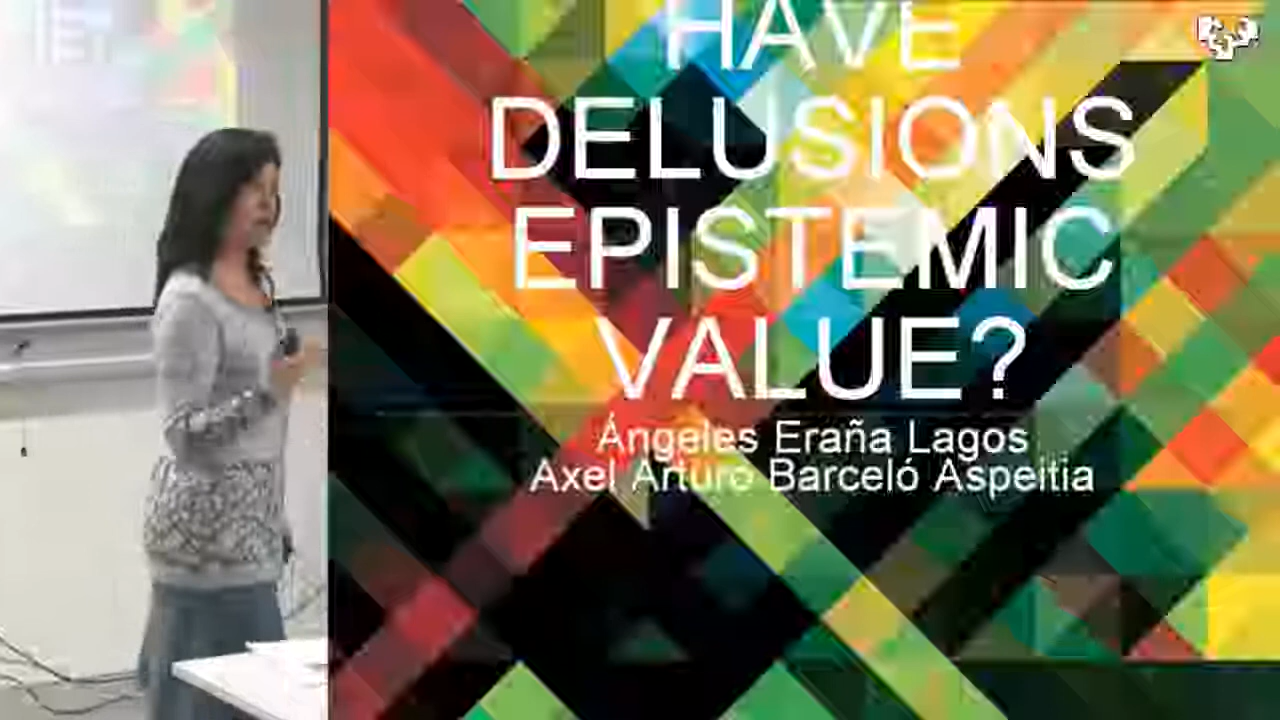 HAVE
DELUSIONS
EPISTEMIC
VALUE?
Ángeles Eraña Lagos
Axel Arturo Barceló Aspeitia